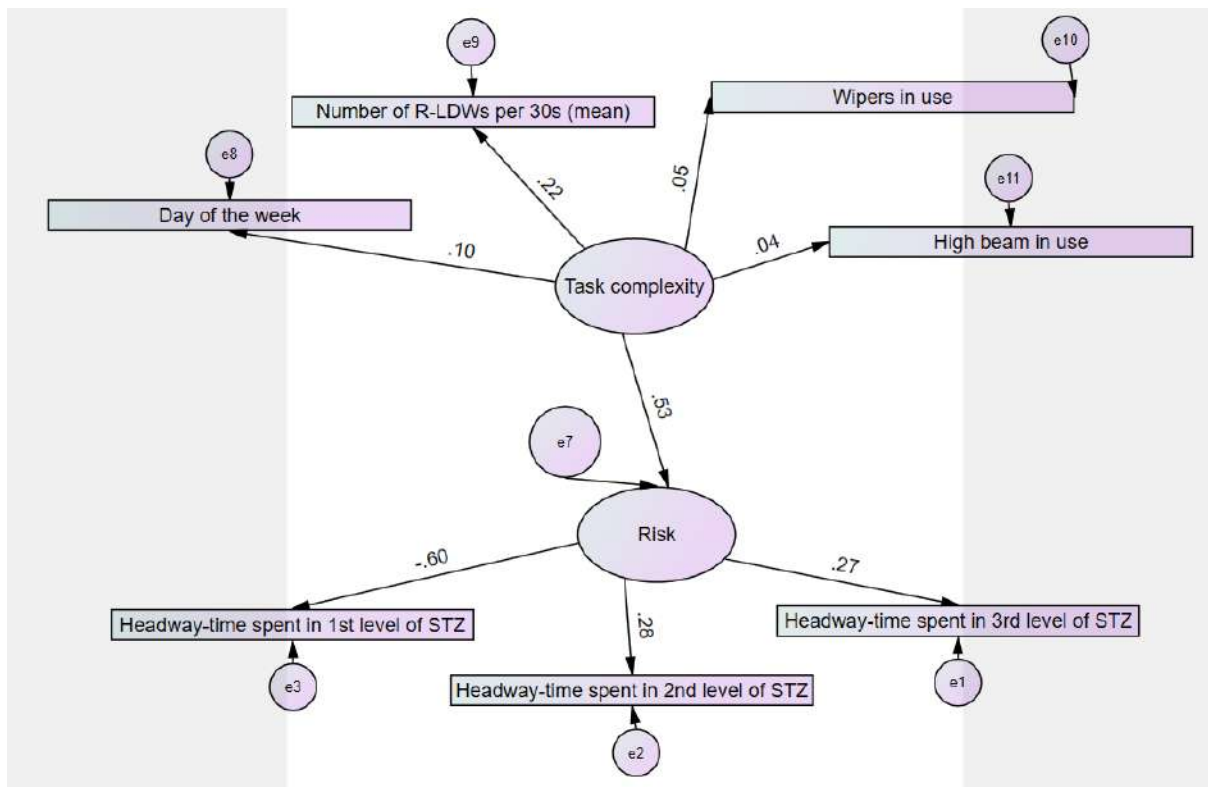 e9
e10
Number of R-LDWs per 30s (mean)
Wipers in use
e8
.22
.05
e11
Day of the week
High beam in use
.10
.04
Task complexity
.53
e7
Risk
-.60
.28
.27
Headway-time spent in 1st level of STZ
Headway-time spent in 3rd level of STZ
e3
Headway-time spent in 2nd level of STZ
e1
e2